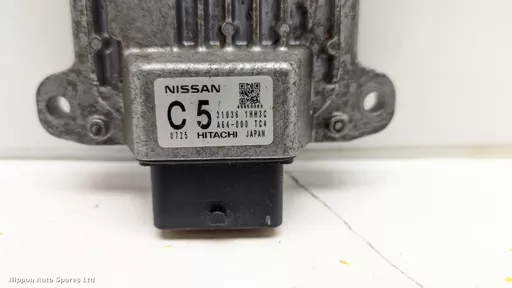 NISSAN
C5 31036 1HH3C
A64-000 TC4
0725 HITACHI JAPAN
Nippon Auto Spares Ltd